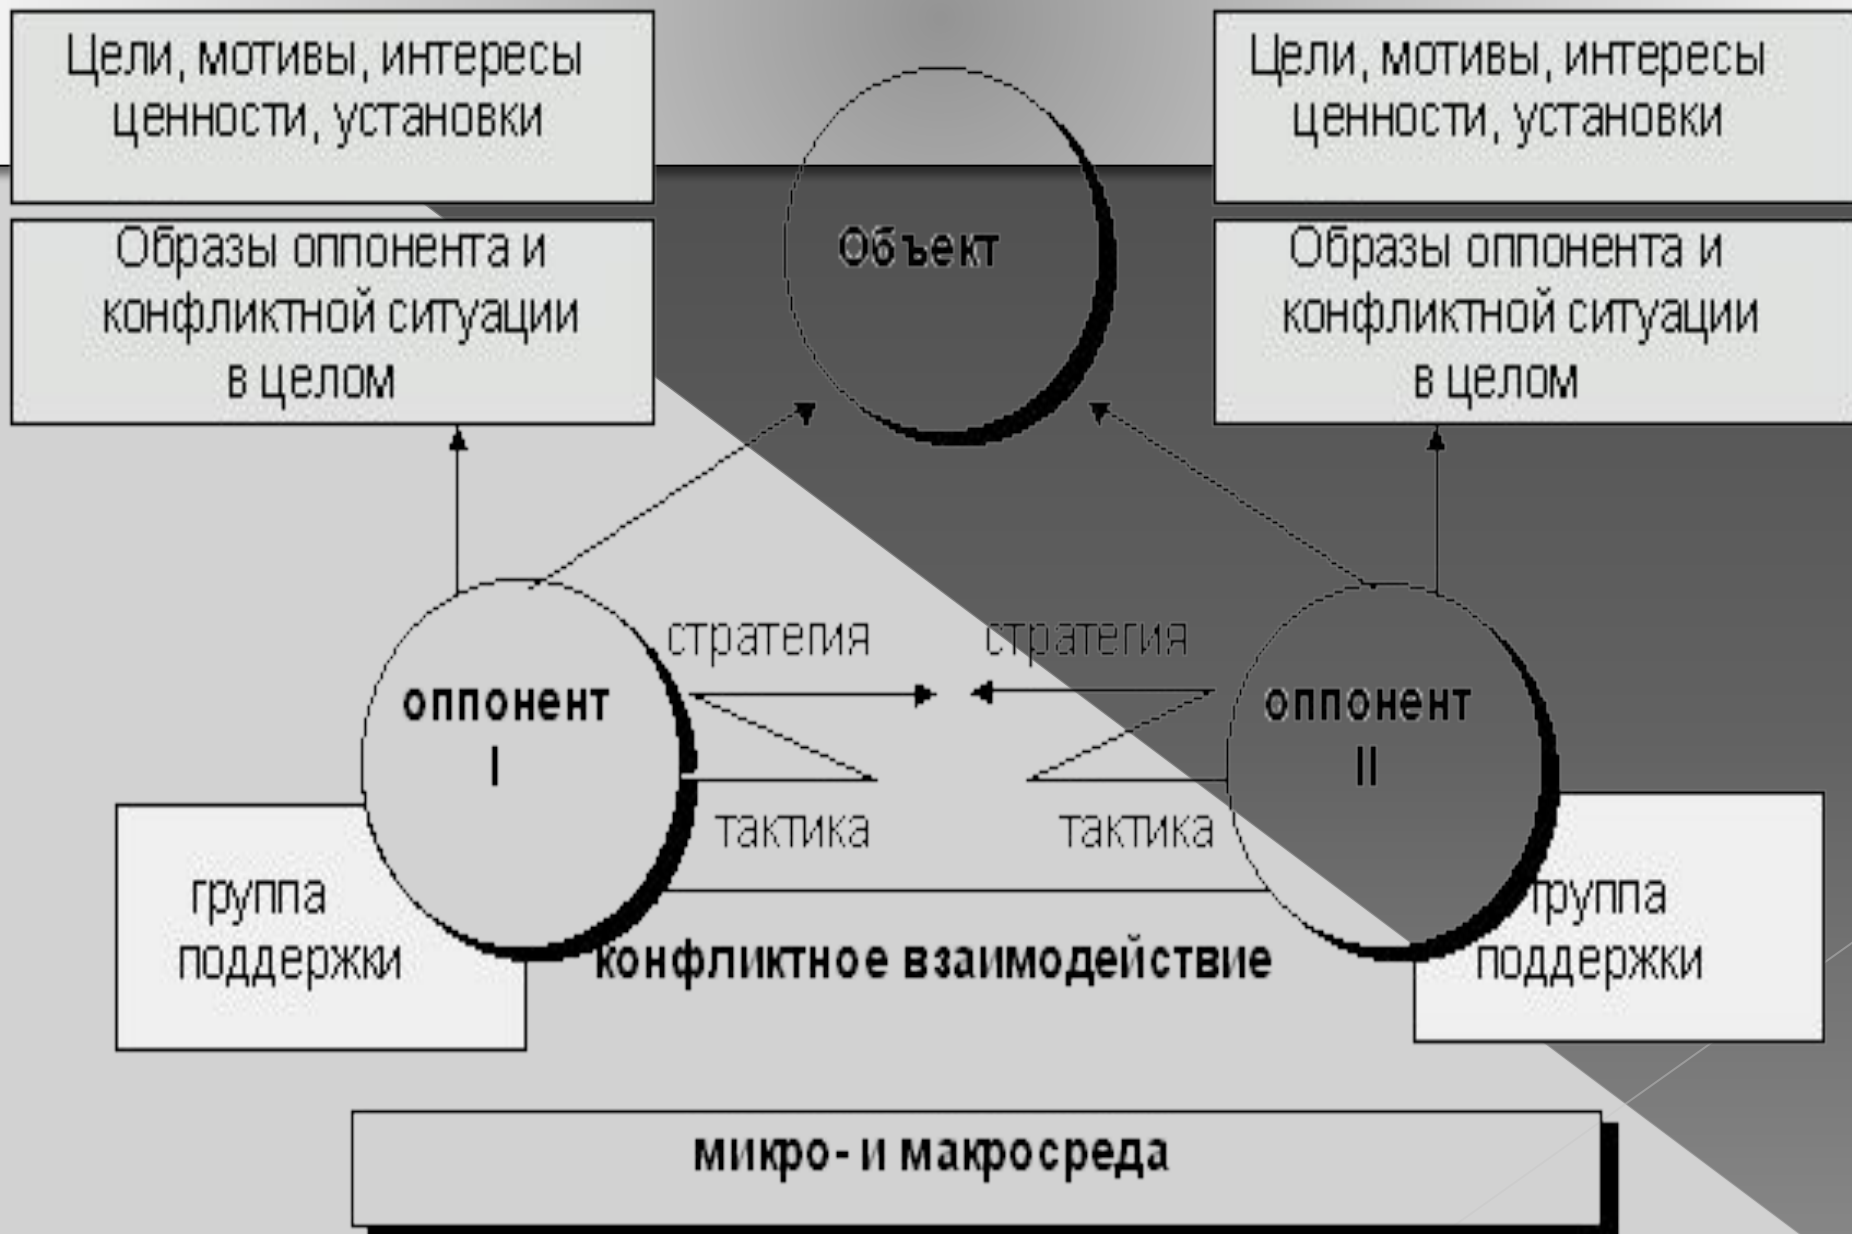 Цели, мотивы, интересы
ценности, установки
Цели, мотивы, интересы
ценности, установки
Объект
Образы оппонента и
конфликтной ситуации
в целом
Образы оппонента и
конфликтной ситуации
в целом
стратегия
стратегия
оппонент
I
оппонент
II
тактика
тактика
группа
поддержки
группа
поддержки
конфликтное взаимодействие
микро- и макросреда